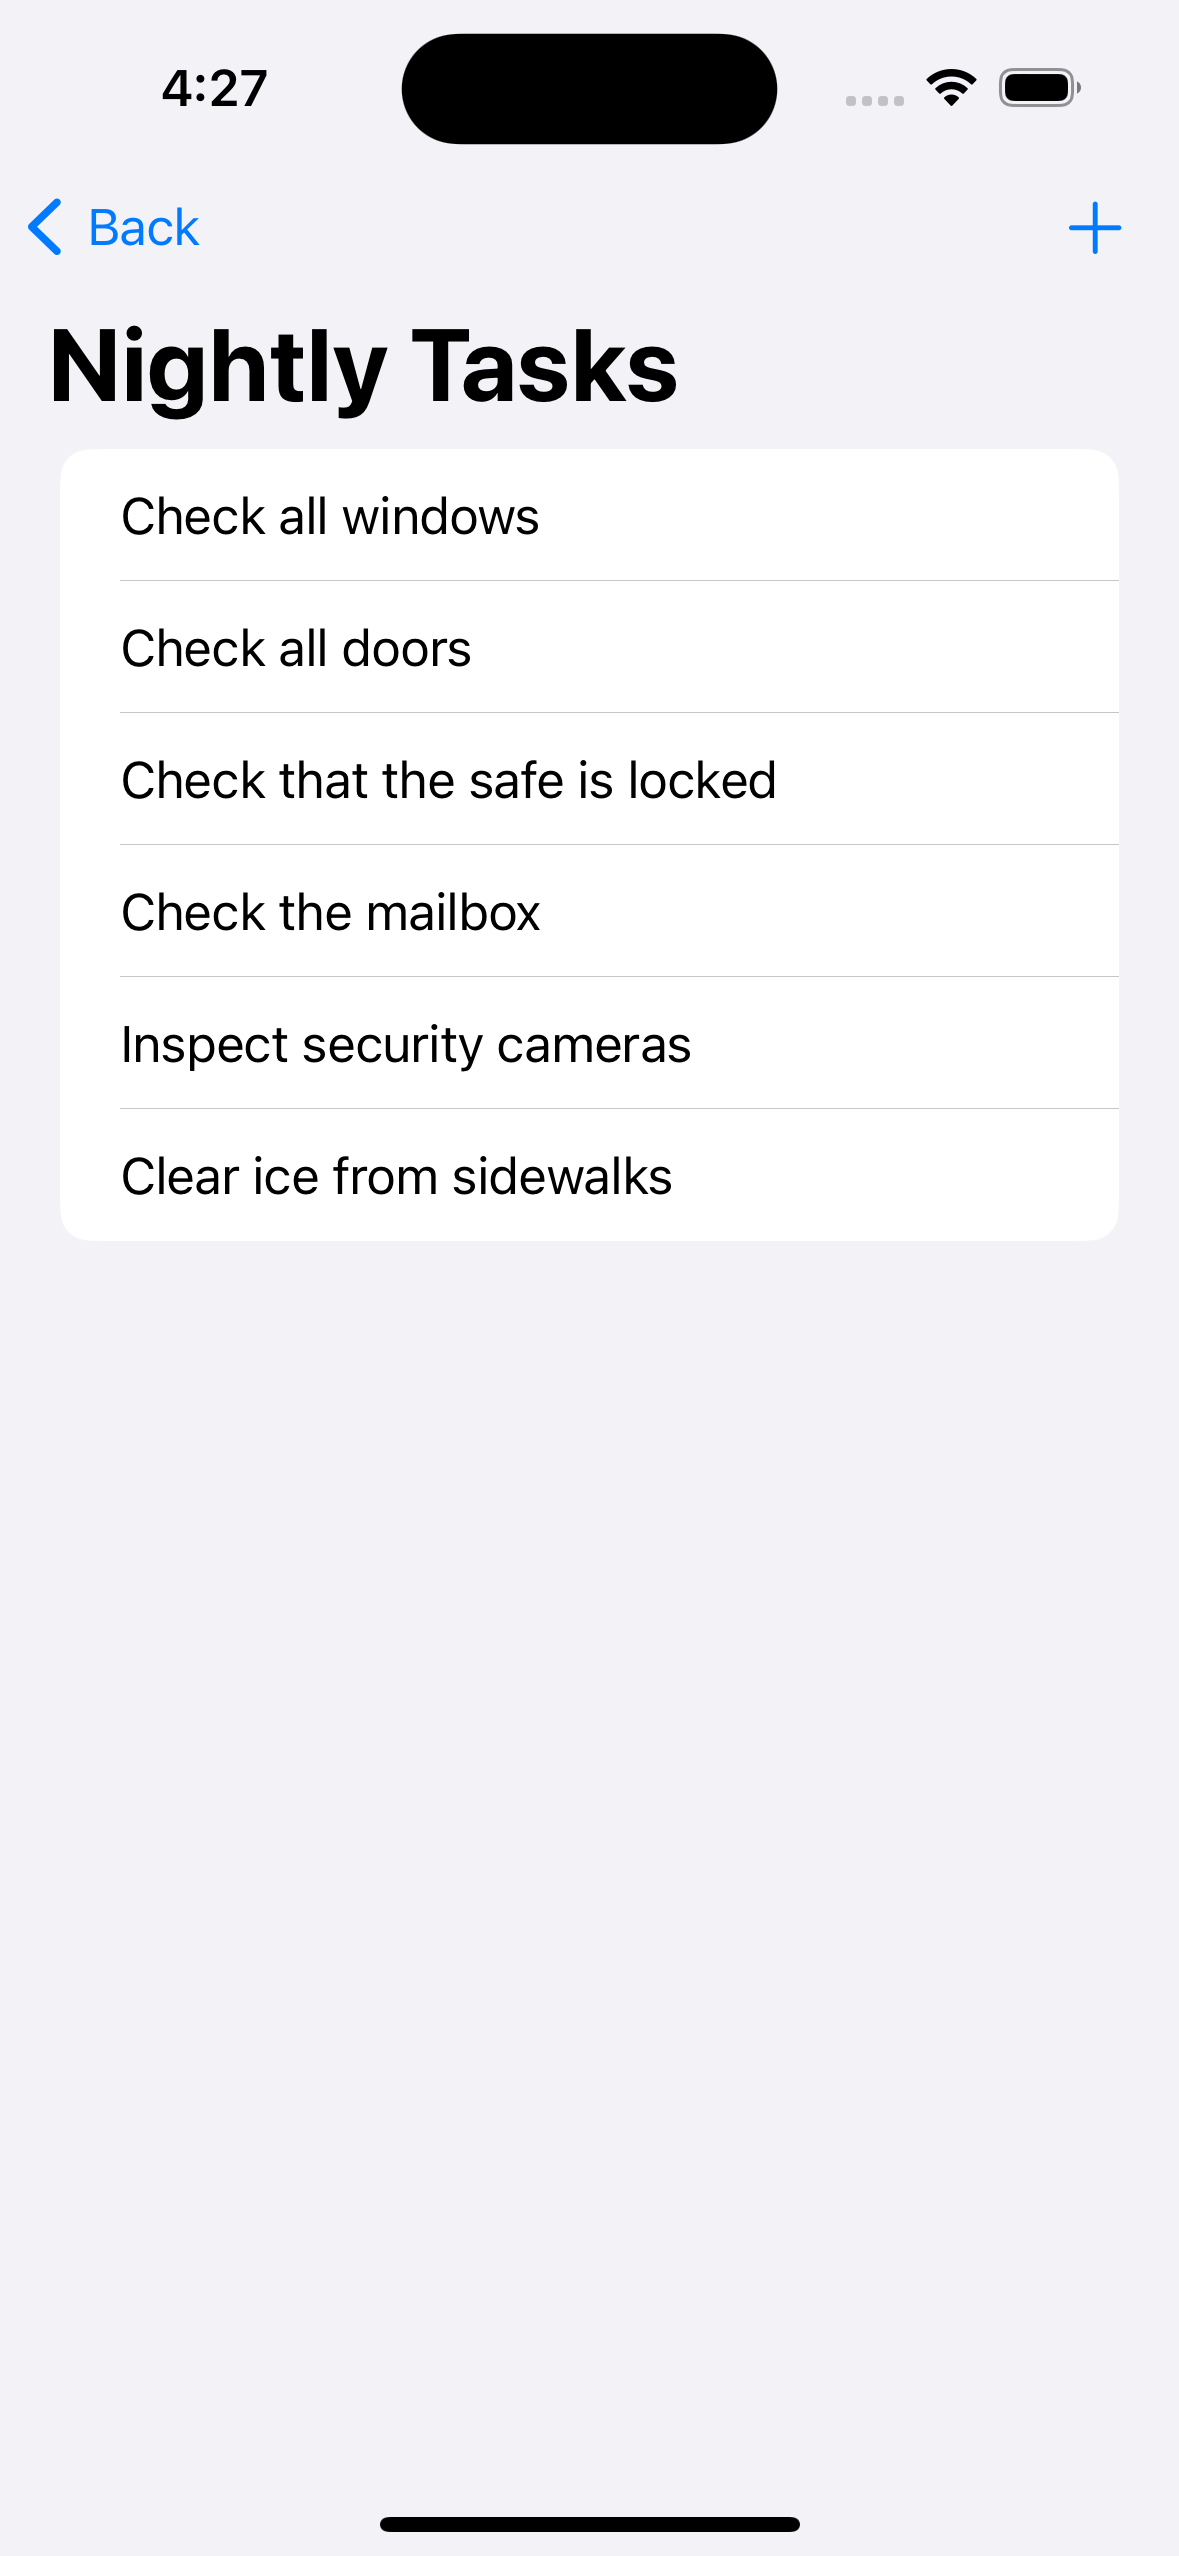 4:27
Back
Nightly Tasks
Check all windows
Check all doors
Check that the safe is locked
Check the mailbox
Inspect security cameras
Clear ice from sidewalks